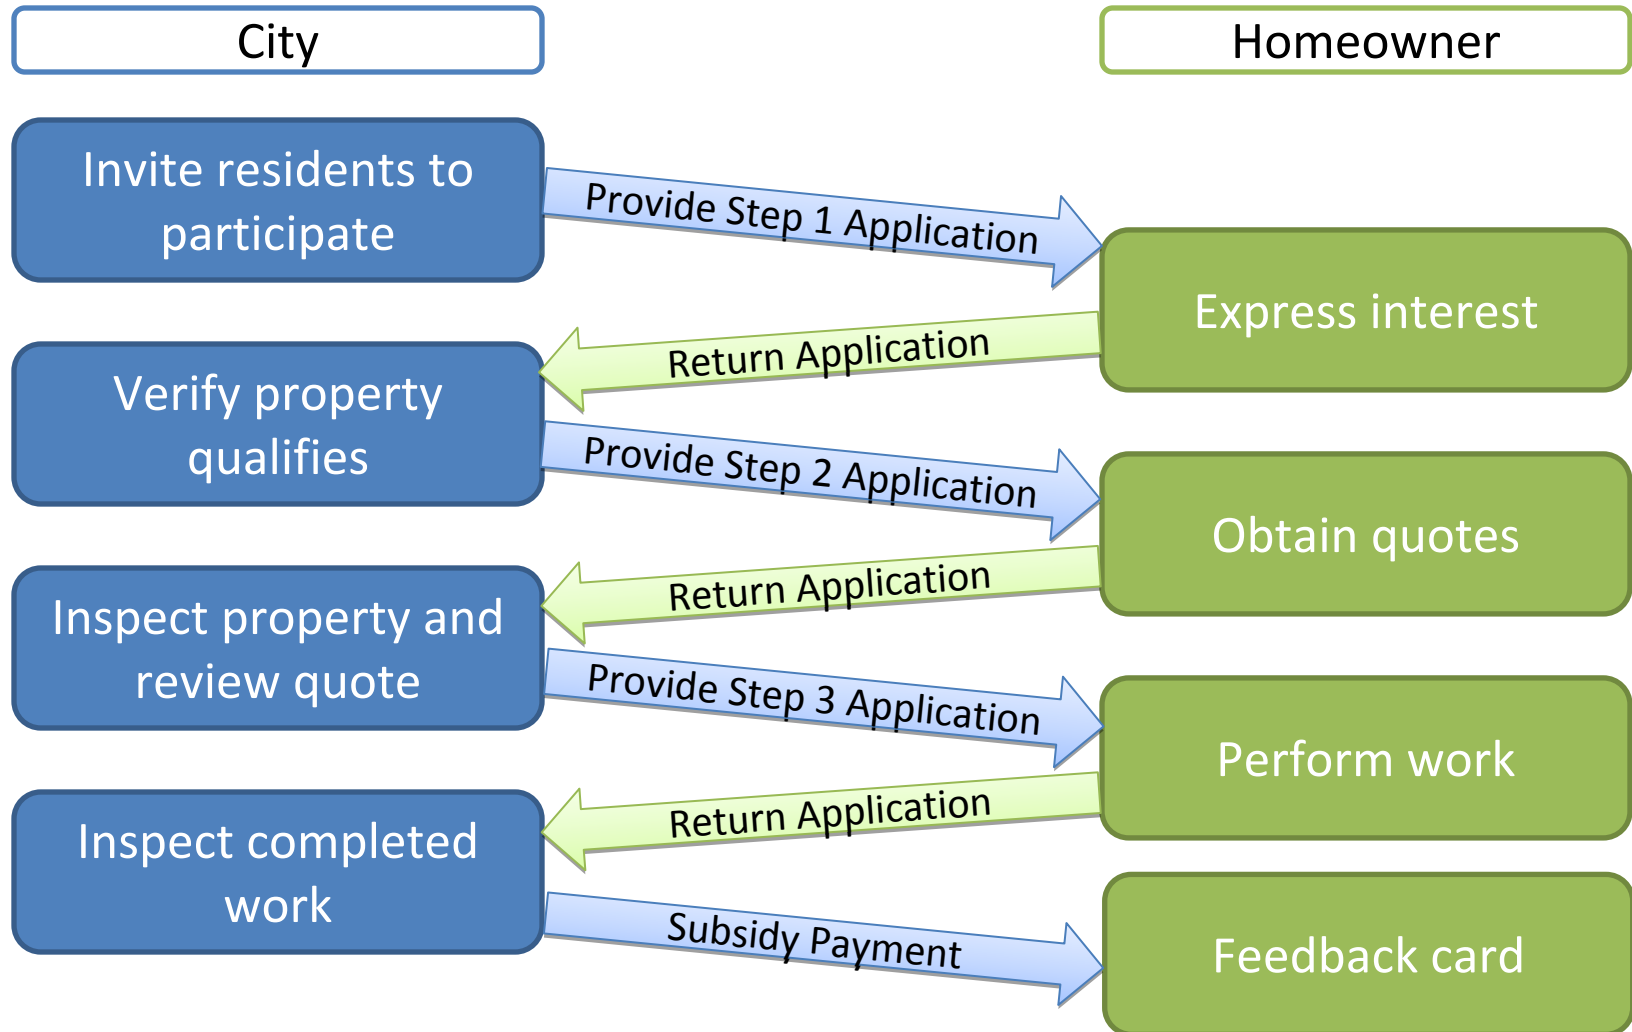 City
Homeowner
Invite residents to
participate
Provide Step 1 Application
Express interest
Return Application
Verify property
qualifies
Provide Step 2 Application
Obtain quotes
Return Application
Inspect property and
review quote
Provide Step 3 Application
Perform work
Return Application
Inspect completed
work
Subsidy Payment
Feedback card